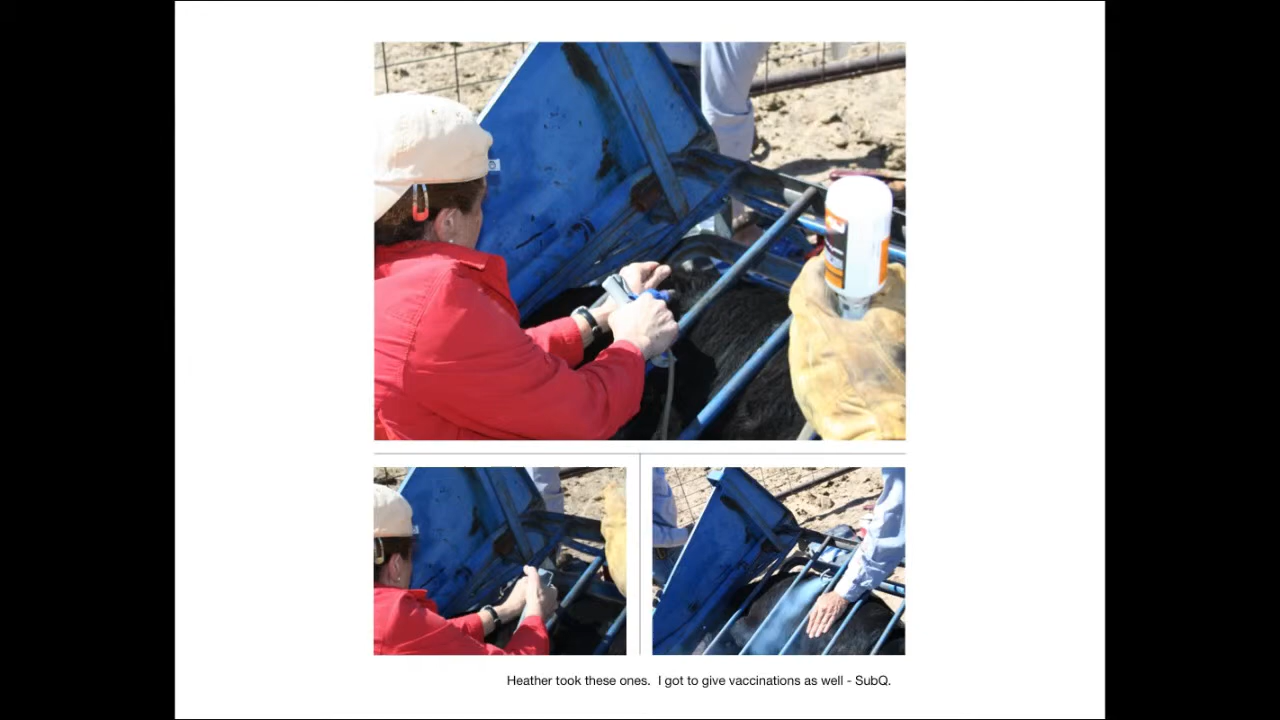 Heather took these ones.  I got to give vaccinations as well - SubQ.